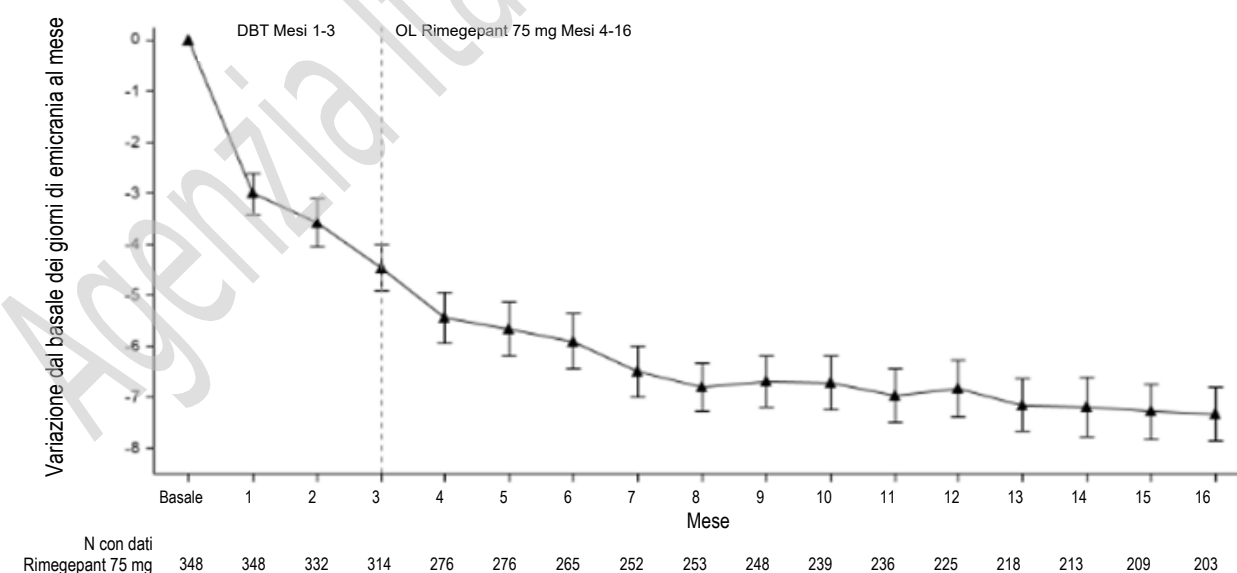 Variazione dal basale dei giorni di emicrania al mese
DBT Mesi 1-3
OL Rimegepant 75 mg Mesi 4-16
0
-1
-2
-3
-4
-5
-6
-7
-8
Basale 1 2 3 4 5 6 7 8 9 10 11 12 13 14 15 16
Mese
N con dati
Rimegepant 75 mg 348 348 332 314 276 276 265 252 253 248 239 236 225 218 213 209 203
Agenzia Ita